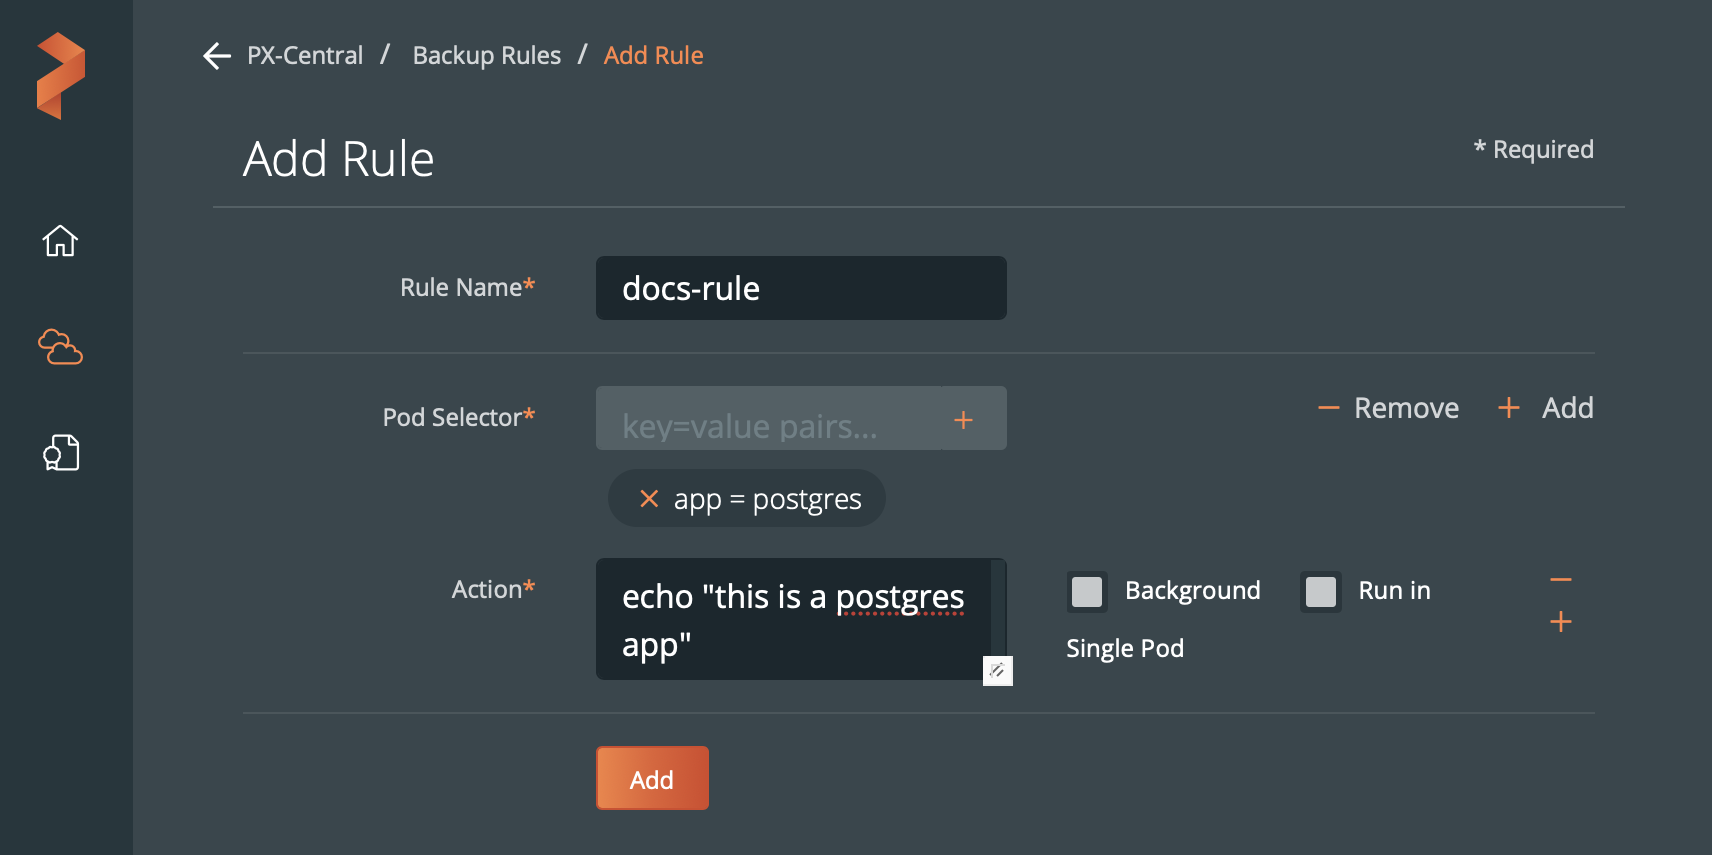 PX-Central / Backup Rules / Add Rule
Add Rule
* Required
Rule Name*
docs-rule
Pod Selector*
key=value pairs...
+
− Remove + Add
× app = postgres
Action*
echo "this is a postgres
app"
Background
Run in
Single Pod
−
+
Add